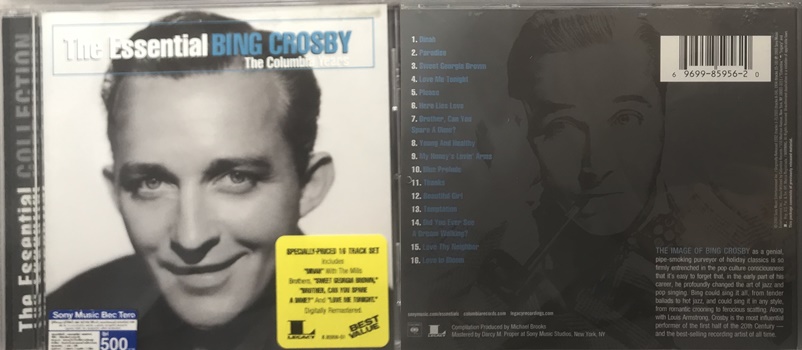 The Essential BING CROSBY
The Columbia Years
The Essential COLLECTION
SPECIALLY-PRICED 16 TRACK SET
Includes
"DINAH" With The Mills
Brothers, "SWEET GEORGIA BROWN,"
"BROTHER, CAN YOU SPARE
A DIME?" And "LOVE ME TONIGHT."
Digitally Remastered.
LEGACY
BEST
VALUE
Sony Music Bec Tero
500
1. Dinah
2. Paradise
3. Sweet Georgia Brown
4. Love Me Tonight
5. Please
6. Here Lies Love
7. Brother, Can You
Spare A Dime?
8. Young And Healthy
9. My Honey's Lovin' Arms
10. Blue Prelude
11. Thanks
12. Beautiful Girl
13. Temptation
14. Did You Ever See
A Dream Walking?
15. Love Thy Neighbor
16. Love In Bloom
6 9699-85956-2 0
THE IMAGE OF BING CROSBY as a genial,
pipe-smoking purveyor of holiday classics is so
firmly entrenched in the pop culture consciousness
that it's easy to forget that, in the early part of his
career, he profoundly changed the art of jazz and
pop singing. Bing could sing it all, from tender
ballads to hot jazz, and could sing it in any style,
from romantic crooning to ferocious scatting. Along
with Louis Armstrong, Crosby is the most influential
performer of the first half of the 20th Century —
and the best-selling recording artist of all time.
columbiarecords.com
legacyrecordings.com
LEGACY
Compilation Produced by Michael Brooks
Mastered by Darcy M. Proper at Sony Music Studios, New York, NY